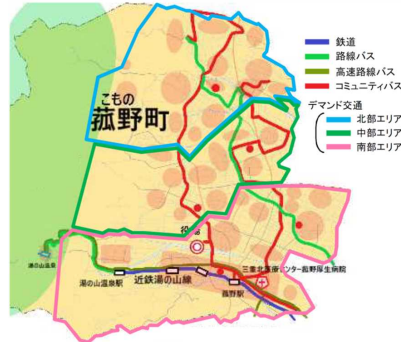 鉄道
路線バス
高速路線バス
コミュニティバス
デマンド交通
北部エリア
中部エリア
南部エリア
こもの
菰野町
役場
湯の山温泉
三重北医療センター菰野厚生病院
湯の山温泉駅
近鉄湯の山線
菰野駅